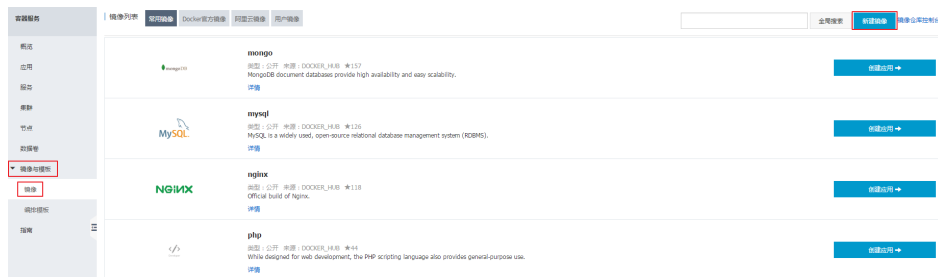 容器服务
镜像列表 常用镜像 Docker官方镜像 阿里云镜像 用户镜像 全局搜索 新建镜像 镜像仓库控制台
概览
应用
服务
集群
节点
数据卷
镜像与模板
镜像
编排模板
指南
mongoDB
mongo
类型：公开 来源：DOCKER_HUB ★157
MongoDB document databases provide high availability and easy scalability.
详情
创建应用 ➔
MySQL
mysql
类型：公开 来源：DOCKER_HUB ★126
MySQL is a widely used, open-source relational database management system (RDBMS).
详情
创建应用 ➔
NGINX
nginx
类型：公开 来源：DOCKER_HUB ★118
Official build of Nginx.
详情
创建应用 ➔
</>
php
类型：公开 来源：DOCKER_HUB ★44
While designed for web development, the PHP scripting language also provides general-purpose use.
详情
创建应用 ➔